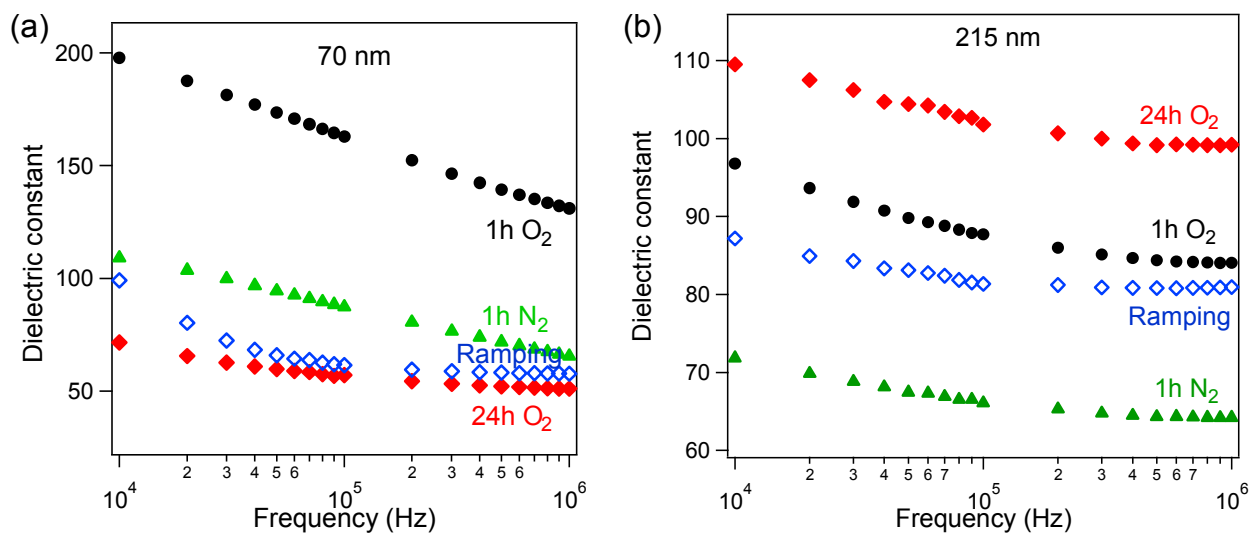 (a)
70 nm
200
150
100
50
Dielectric constant
1h O2
1h N2
Ramping
24h O2
10^4 2 3 4 5 6 10^5 2 3 4 5 6 10^6
Frequency (Hz)
(b)
215 nm
110
100
90
80
70
60
Dielectric constant
24h O2
1h O2
Ramping
1h N2
10^4 2 3 4 5 6 7 10^5 2 3 4 5 6 7 10^6
Frequency (Hz)